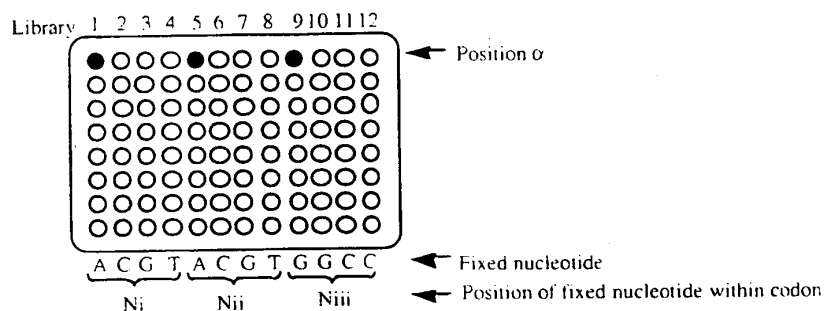 Library 1 2 3 4 5 6 7 8 9 10 11 12
Position α
A C G T A C G T G G C C
Fixed nucleotide
Ni Nii Niii
Position of fixed nucleotide within codon